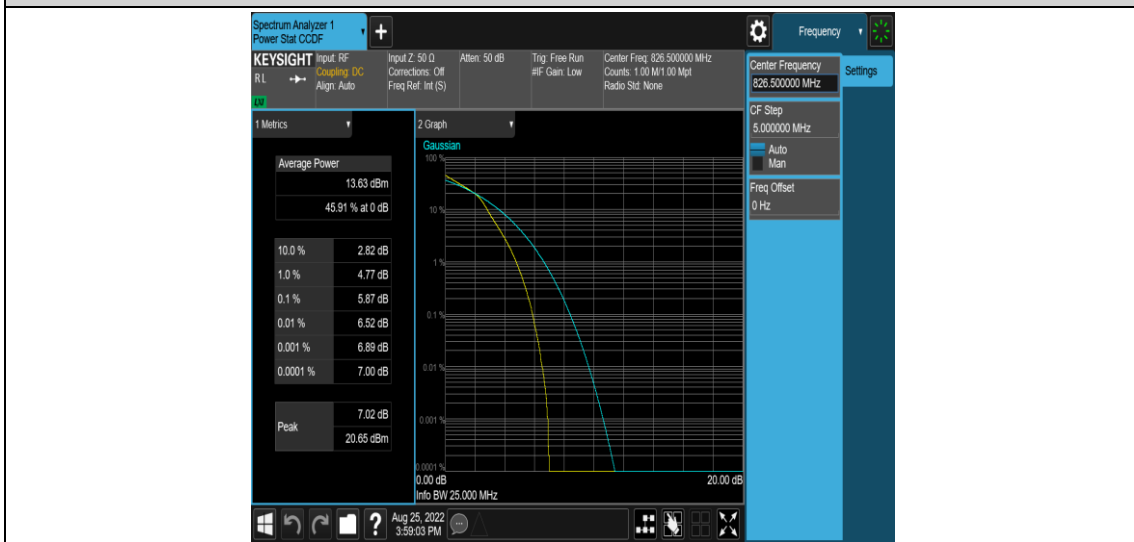 Spectrum Analyzer 1
Power Stat CCDF
+
Frequency
KEYSIGHT
RL
LXI
Input: RF
Coupling: DC
Align: Auto
Input Z: 50 Ω
Corrections: Off
Freq Ref: Int (S)
Atten: 50 dB
Trig: Free Run
#IF Gain: Low
Center Freq: 826.500000 MHz
Counts: 1.00 M/1.00 Mpt
Radio Std: None
Center Frequency
826.500000 MHz
Settings
CF Step
5.000000 MHz
Auto
Man
Freq Offset
0 Hz
1 Metrics
Average Power
13.63 dBm
45.91 % at 0 dB
10.0 % 2.82 dB
1.0 % 4.77 dB
0.1 % 5.87 dB
0.01 % 6.52 dB
0.001 % 6.89 dB
0.0001 % 7.00 dB
Peak
7.02 dB
20.65 dBm
2 Graph
Gaussian
100 %
10 %
1 %
0.1 %
0.01 %
0.001 %
0.0001 %
0.00 dB 20.00 dB
Info BW 25.000 MHz
?
Aug 25, 2022
3:59:03 PM